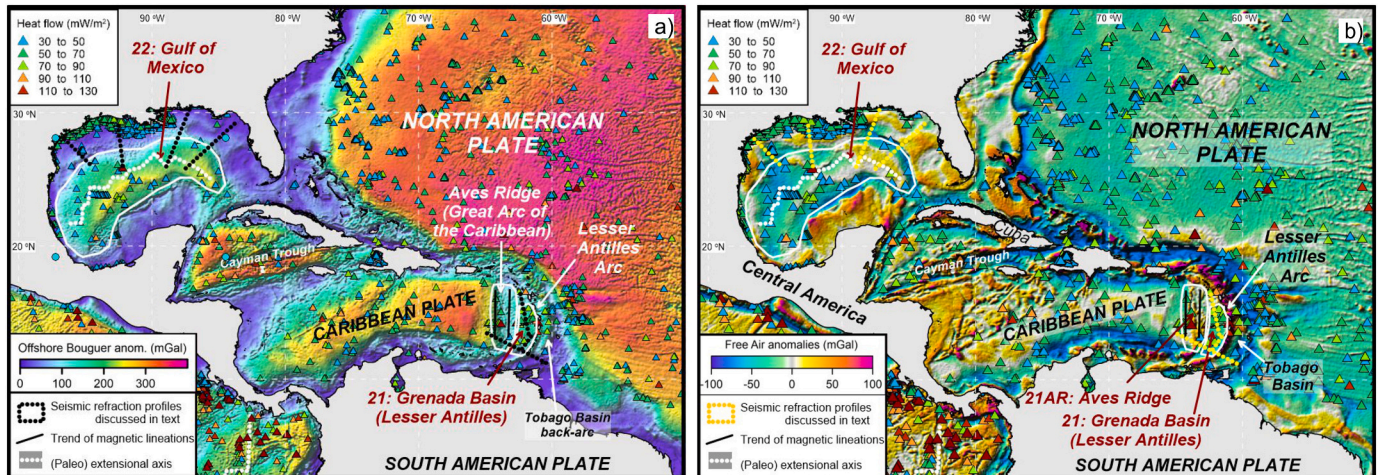 90°W
80°W
70°W
60°W
a)
Heat flow (mW/m²)
30 to 50
50 to 70
70 to 90
90 to 110
110 to 130
22: Gulf of
Mexico
30°N
20°N
NORTH AMERICAN
PLATE
Aves Ridge
(Great Arc of
the Caribbean)
Lesser
Antilles
Arc
Cayman Trough
CARIBBEAN PLATE
21: Grenada Basin
(Lesser Antilles)
Tobago Basin
back-arc
SOUTH AMERICAN PLATE
Offshore Bouguer anom. (mGal)
0 100 200 300
Seismic refraction profiles
discussed in text
Trend of magnetic lineations
(Paleo) extensional axis
90°W
80°W
70°W
60°W
b)
Heat flow (mW/m²)
30 to 50
50 to 70
70 to 90
90 to 110
110 to 130
22: Gulf of
Mexico
30°N
20°N
NORTH AMERICAN
PLATE
Cuba
Cayman Trough
Central America
Lesser
Antilles
Arc
CARIBBEAN PLATE
Tobago
Basin
21AR: Aves Ridge
21: Grenada Basin
(Lesser Antilles)
SOUTH AMERICAN PLATE
Free Air anomalies (mGal)
-100 -50 0 50 100
Seismic refraction profiles
discussed in text
Trend of magnetic lineations
(Paleo) extensional axis